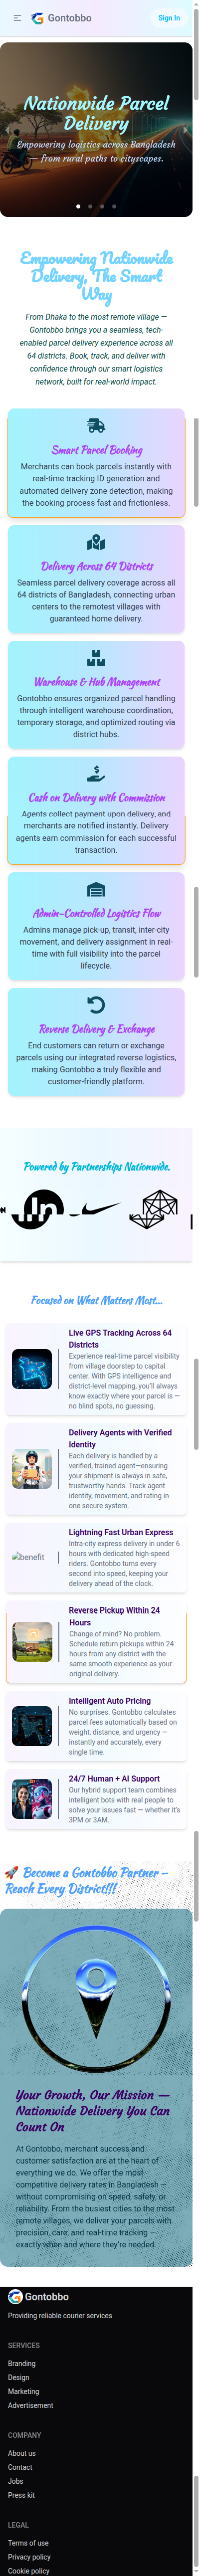 Gontobbo
Sign In
Nationwide Parcel
Delivery
Empowering logistics across Bangladesh
— from rural paths to cityscapes.
Empowering Nationwide
Delivery, The Smart
Way
From Dhaka to the most remote village —
Gontobbo brings you a seamless, tech-
enabled parcel delivery experience across all
64 districts. Book, track, and deliver with
confidence through our smart logistics
network, built for real-world impact.
Smart Parcel Booking
Merchants can book parcels instantly with
real-time tracking ID generation and
automated delivery zone detection, making
the booking process fast and frictionless.
Delivery Across 64 Districts
Seamless parcel delivery coverage across all
64 districts of Bangladesh, connecting urban
centers to the remotest villages with
guaranteed home delivery.
Warehouse & Hub Management
Gontobbo ensures organized parcel handling
through intelligent warehouse coordination,
temporary storage, and optimized routing via
district hubs.
Cash on Delivery with Commission
Agents collect payment upon delivery, and
merchants are notified instantly. Delivery
agents earn commission for each successful
transaction.
Admin-Controlled Logistics Flow
Admins manage pick-up, transit, inter-city
movement, and delivery assignment in real-
time with full visibility into the parcel
lifecycle.
Reverse Delivery & Exchange
End customers can return or exchange
parcels using our integrated reverse logistics,
making Gontobbo a truly flexible and
customer-friendly platform.
Powered by Partnerships Nationwide.
Focused on What Matters Most...
Live GPS Tracking Across 64
Districts
Experience real-time parcel visibility
from village doorstep to capital
center. With GPS intelligence and
district-level mapping, you'll always
know exactly where your parcel is —
no blind spots, no guessing.
Delivery Agents with Verified
Identity
Each delivery is handled by a
verified, trained agent—ensuring
your shipment is always in safe,
trustworthy hands. Track agent
identity, movement, and rating in
one secure system.
benefit
Lightning Fast Urban Express
Intra-city express delivery in under 6
hours with dedicated high-speed
riders. Gontobbo turns every
second into speed, keeping your
delivery ahead of the clock.
Reverse Pickup Within 24
Hours
Change of mind? No problem.
Schedule return pickups within 24
hours from any district with the
same smooth experience as your
original delivery.
Intelligent Auto Pricing
No surprises. Gontobbo calculates
parcel fees automatically based on
weight, distance, and urgency —
instantly and accurately, every
single time.
24/7 Human + AI Support
Our hybrid support team combines
intelligent bots with real people to
solve your issues fast — whether it's
3PM or 3AM.
🚀 Become a Gontobbo Partner –
Reach Every District!!!
Your Growth, Our Mission —
Nationwide Delivery You Can
Count On
At Gontobbo, merchant success and
customer satisfaction are at the heart of
everything we do. We offer the most
competitive delivery rates in Bangladesh —
without compromising on speed, safety, or
reliability. From the busiest cities to the most
remote villages, we deliver your parcels with
precision, care, and real-time tracking —
exactly when and where they're needed.
Gontobbo
Providing reliable courier services
SERVICES
Branding
Design
Marketing
Advertisement
COMPANY
About us
Contact
Jobs
Press kit
LEGAL
Terms of use
Privacy policy
Cookie policy